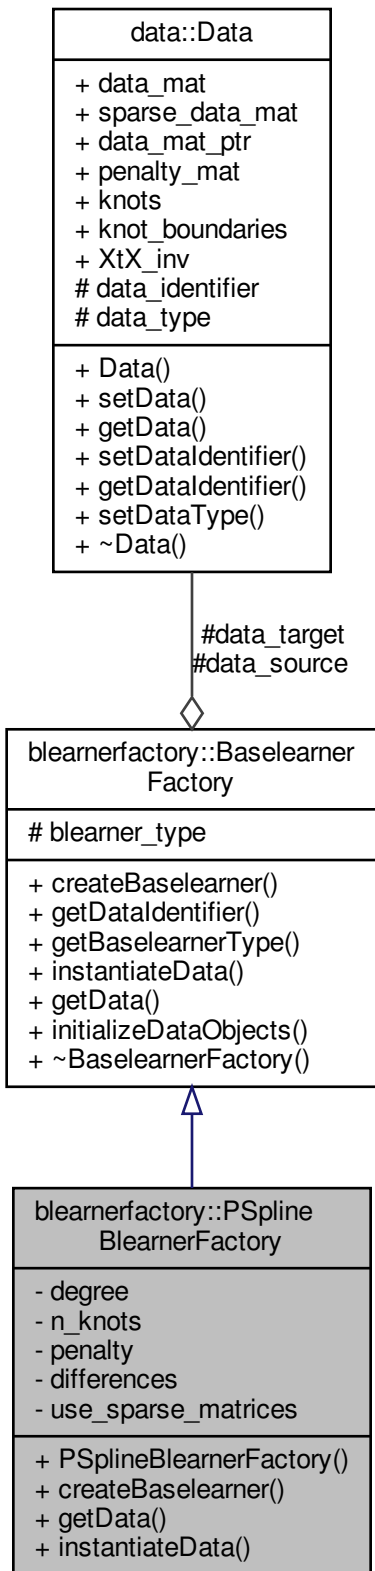 data::Data
+ data_mat
+ sparse_data_mat
+ data_mat_ptr
+ penalty_mat
+ knots
+ knot_boundaries
+ XtX_inv
# data_identifier
# data_type
+ Data()
+ setData()
+ getData()
+ setDataIdentifier()
+ getDataIdentifier()
+ setDataType()
+ ~Data()
#data_target
#data_source
blearnerfactory::Baselearner
Factory
# blearner_type
+ createBaselearner()
+ getDataIdentifier()
+ getBaselearnerType()
+ instantiateData()
+ getData()
+ initializeDataObjects()
+ ~BaselearnerFactory()
blearnerfactory::PSpline
BlearnerFactory
- degree
- n_knots
- penalty
- differences
- use_sparse_matrices
+ PSplineBlearnerFactory()
+ createBaselearner()
+ getData()
+ instantiateData()